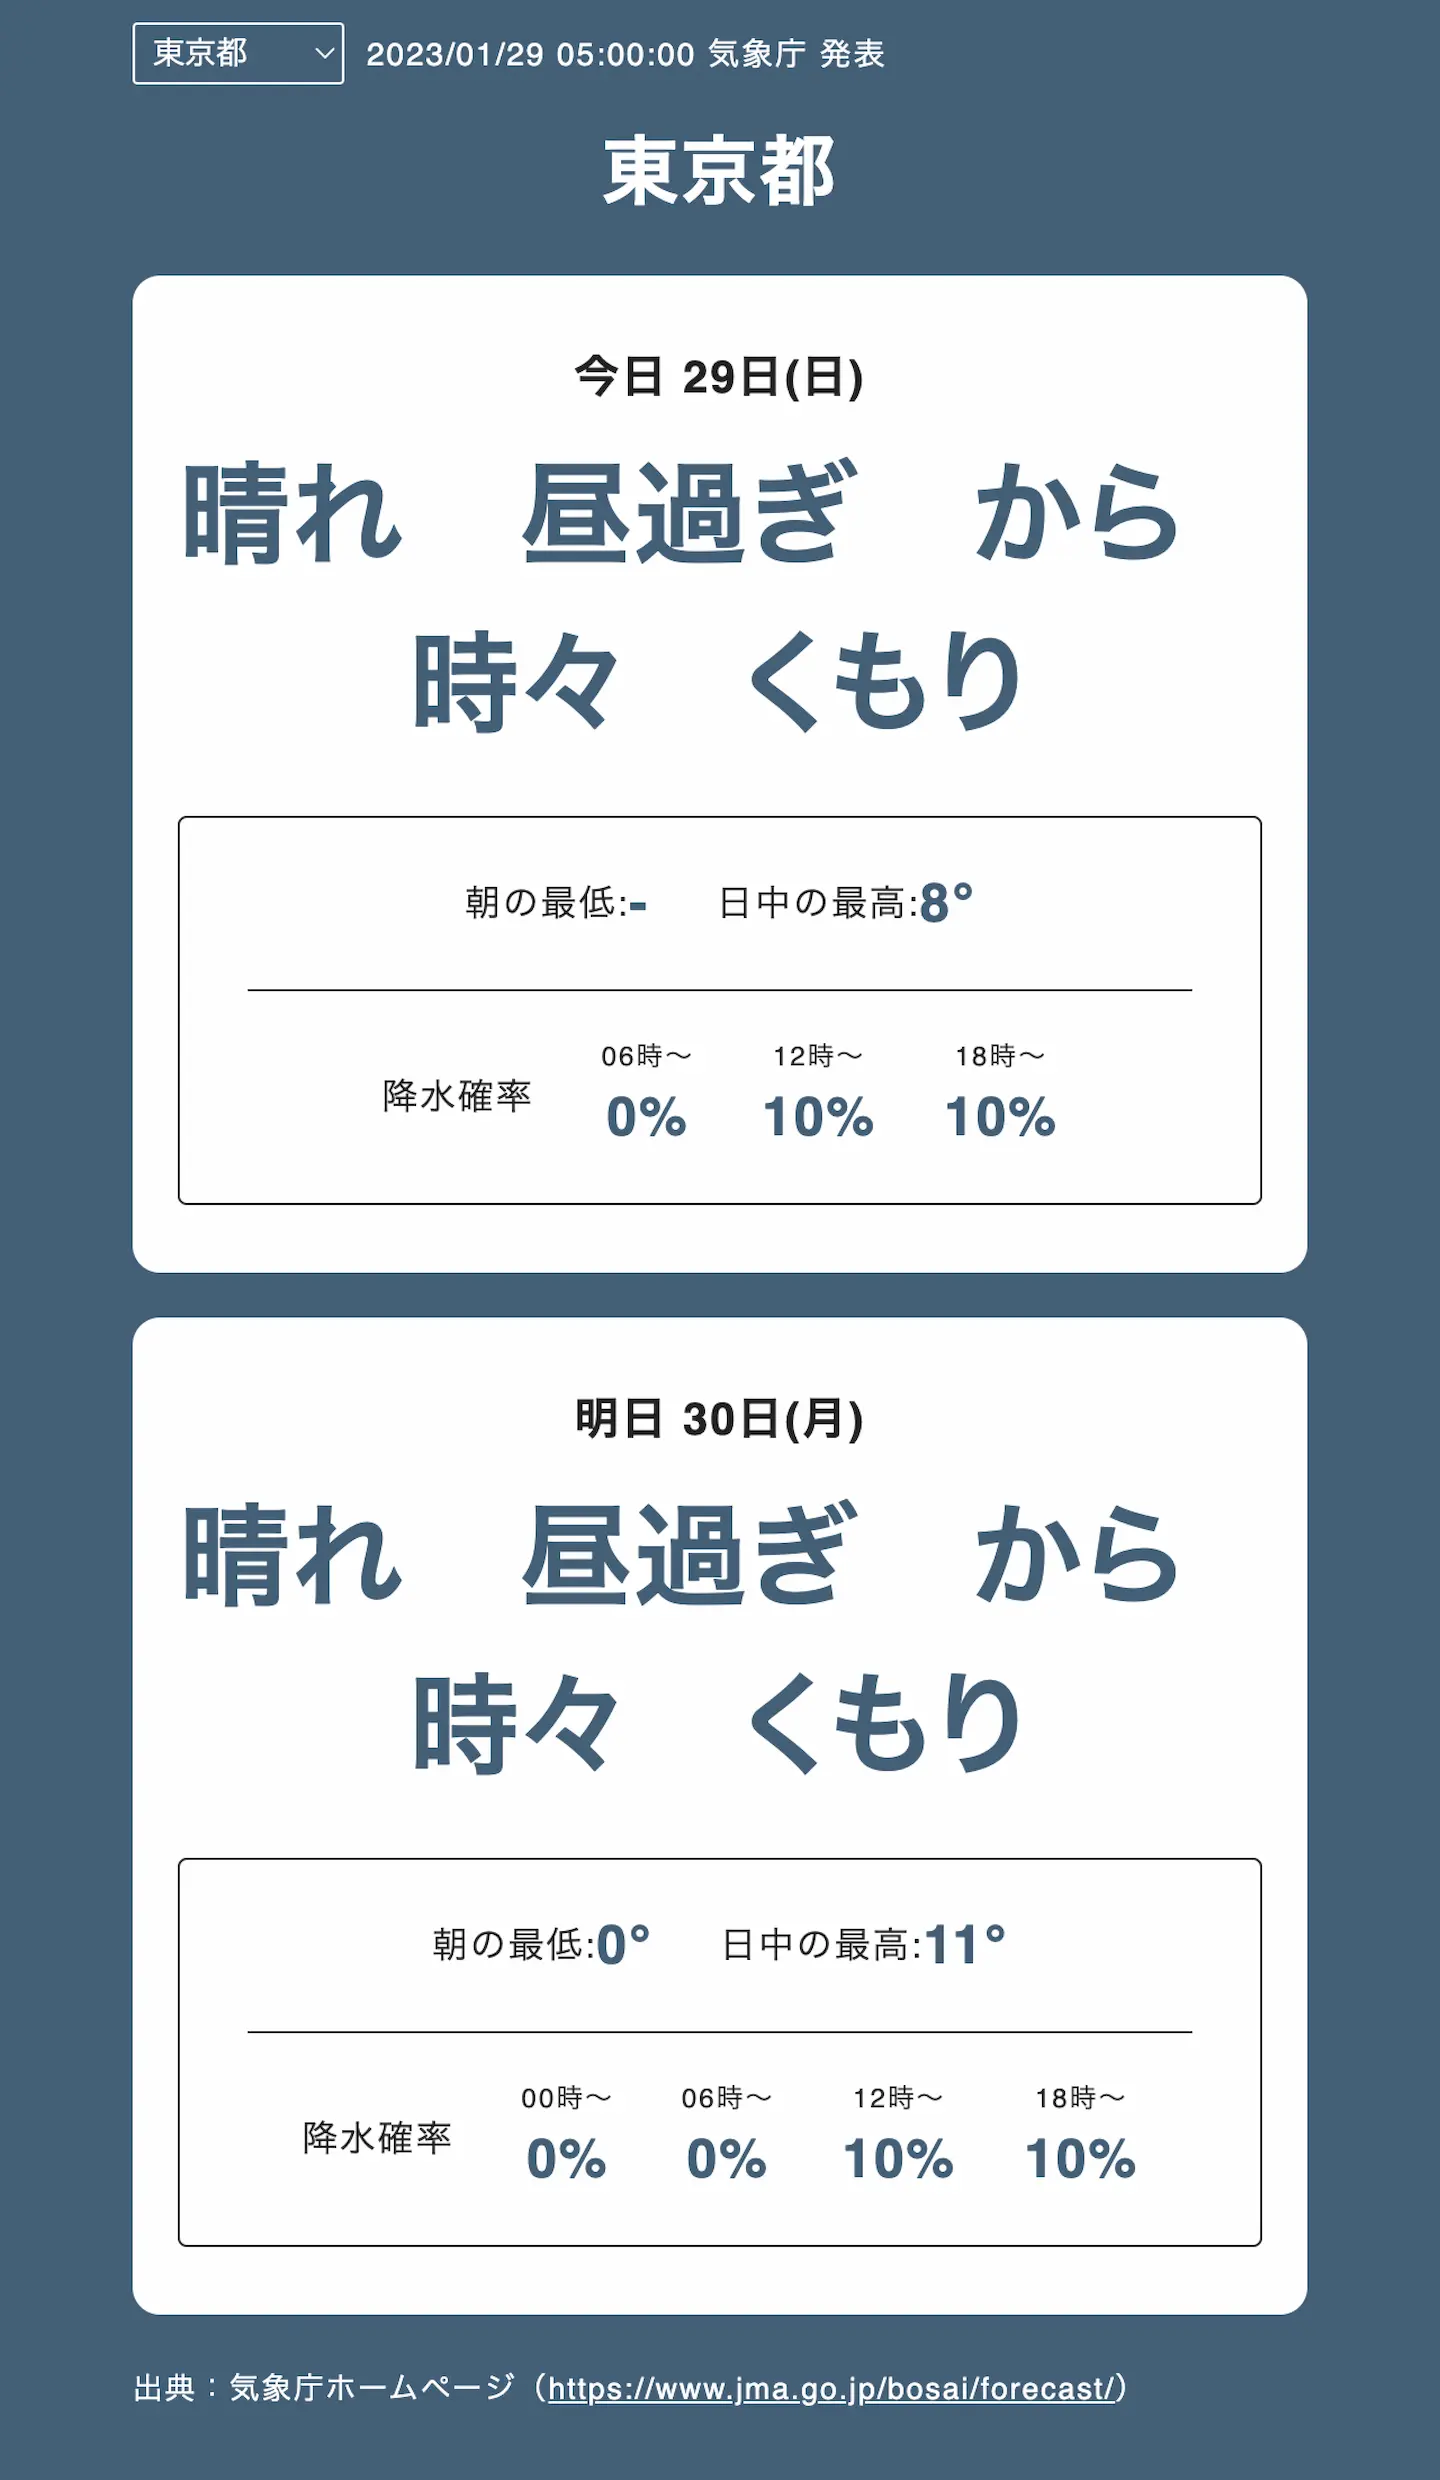 東京都 2023/01/29 05:00:00 気象庁 発表
東京都
今日 29日(日)
晴れ　昼過ぎ　から
時々　くもり
朝の最低:- 日中の最高:8°
06時〜 12時〜 18時〜
降水確率
0% 10% 10%
明日 30日(月)
晴れ　昼過ぎ　から
時々　くもり
朝の最低:0° 日中の最高:11°
00時〜 06時〜 12時〜 18時〜
降水確率
0% 0% 10% 10%
出典：気象庁ホームページ（https://www.jma.go.jp/bosai/forecast/）